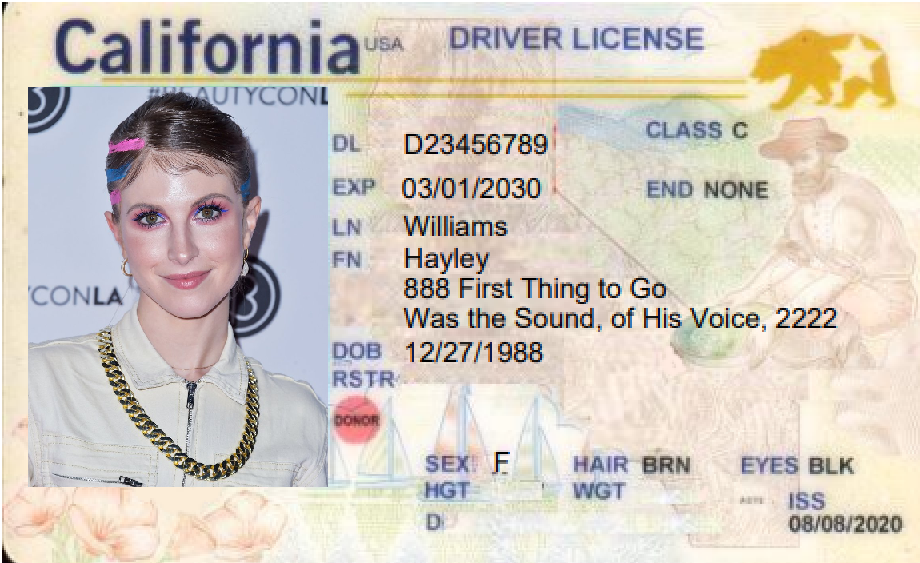 California USA DRIVER LICENSE
#BEAUTYCONL
YCONLA
DL D23456789 CLASS C
EXP 03/01/2030 END NONE
LN Williams
FN Hayley
888 First Thing to Go
Was the Sound, of His Voice, 2222
DOB 12/27/1988
RSTR
DONOR
SEX F HAIR BRN EYES BLK
HGT WGT ISS
D 08/08/2020